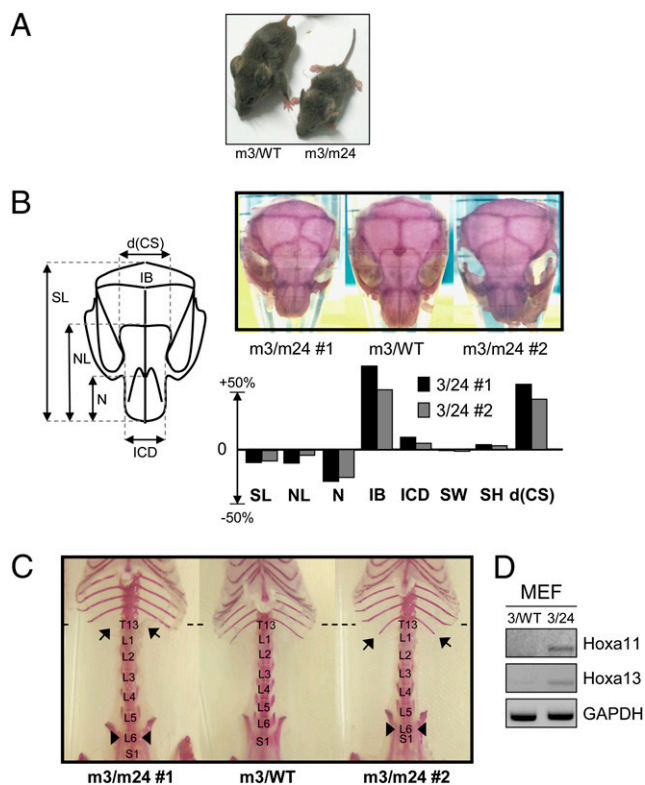 A
m3/WT m3/m24
B
d(CS)
IB
SL
NL
N
ICD
m3/m24 #1 m3/WT m3/m24 #2
+50%
3/24 #1
3/24 #2
0
SL NL N IB ICD SW SH d(CS)
-50%
C
T13 T13
L1 L1 L1
L2 L2 L2
L3 L3 L3
L4 L4 L4
L5 L5 L5
L6 L6 L6
S1 S1 S1
m3/m24 #1 m3/WT m3/m24 #2
D
MEF
3/WT 3/24
Hoxa11
Hoxa13
GAPDH